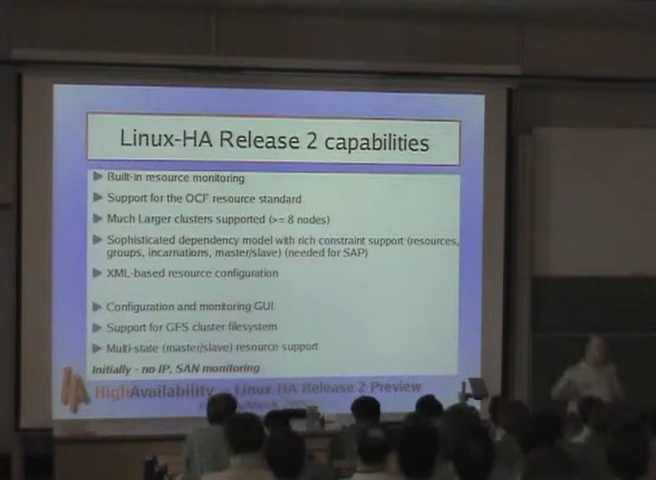 Linux-HA Release 2 capabilities
Built-in resource monitoring
Support for the OCF resource standard
Much Larger clusters supported (>= 8 nodes)
Sophisticated dependency model with rich constraint support (resources,
groups, incarnations, master/slave) (needed for SAP)
XML-based resource configuration
Configuration and monitoring GUI
Support for GFS cluster filesystem
Multi-state (master/slave) resource support
Initially - no IP, SAN monitoring
HighAvailability - Linux-HA Release 2 Preview